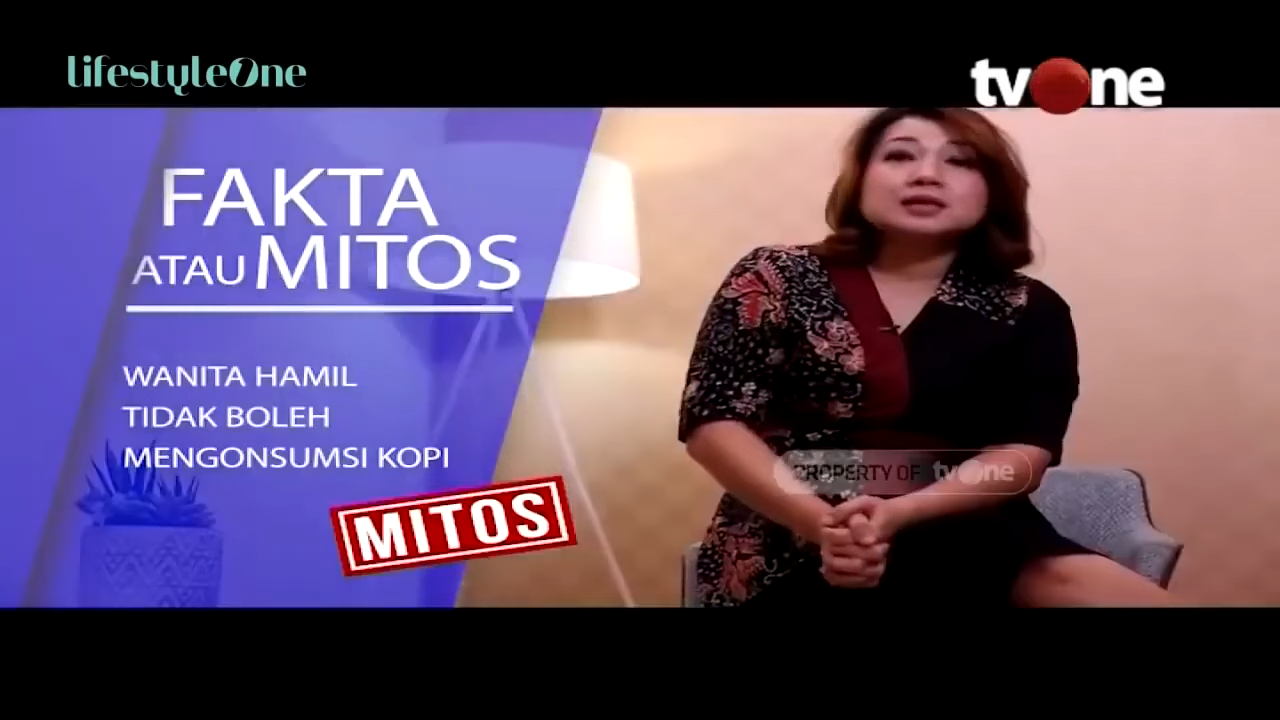 lifestyleOne
tvOne
FAKTA
ATAU MITOS
WANITA HAMIL
TIDAK BOLEH
MENGONSUMSI KOPI
MITOS
PROPERTY OF tvOne